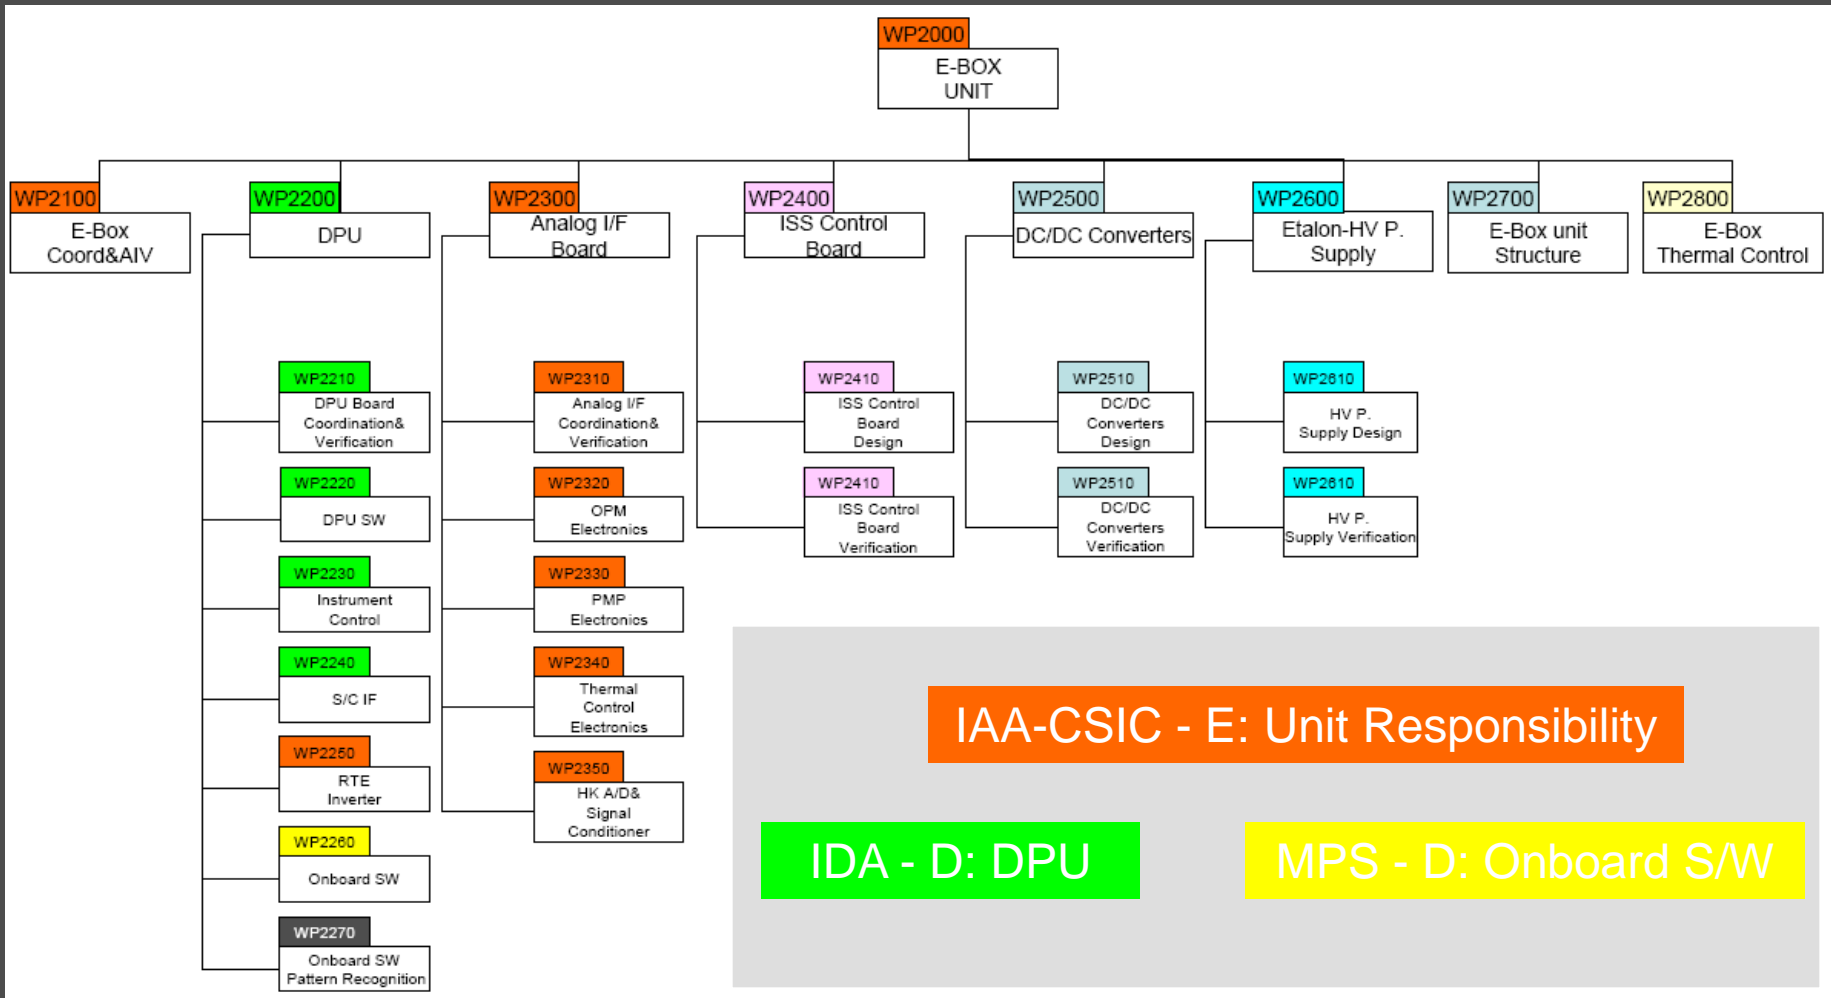 WP2000
E-BOX
UNIT
WP2100
E-Box
Coord&AIV
WP2200
DPU
WP2300
Analog I/F
Board
WP2400
ISS Control
Board
WP2500
DC/DC Converters
WP2600
Etalon-HV P.
Supply
WP2700
E-Box unit
Structure
WP2800
E-Box
Thermal Control
WP2210
DPU Board
Coordination&
Verification
WP2220
DPU SW
WP2230
Instrument
Control
WP2240
S/C IF
WP2250
RTE
Inverter
WP2260
Onboard SW
WP2270
Onboard SW
Pattern Recognition
WP2310
Analog I/F
Coordination&
Verification
WP2320
OPM
Electronics
WP2330
PMP
Electronics
WP2340
Thermal
Control
Electronics
WP2350
HK A/D&
Signal
Conditioner
WP2410
ISS Control
Board
Design
WP2410
ISS Control
Board
Verification
WP2510
DC/DC
Converters
Design
WP2510
DC/DC
Converters
Verification
WP2610
HV P.
Supply Design
WP2610
HV P.
Supply Verification
IAA-CSIC - E: Unit Responsibility
IDA - D: DPU
MPS - D: Onboard S/W